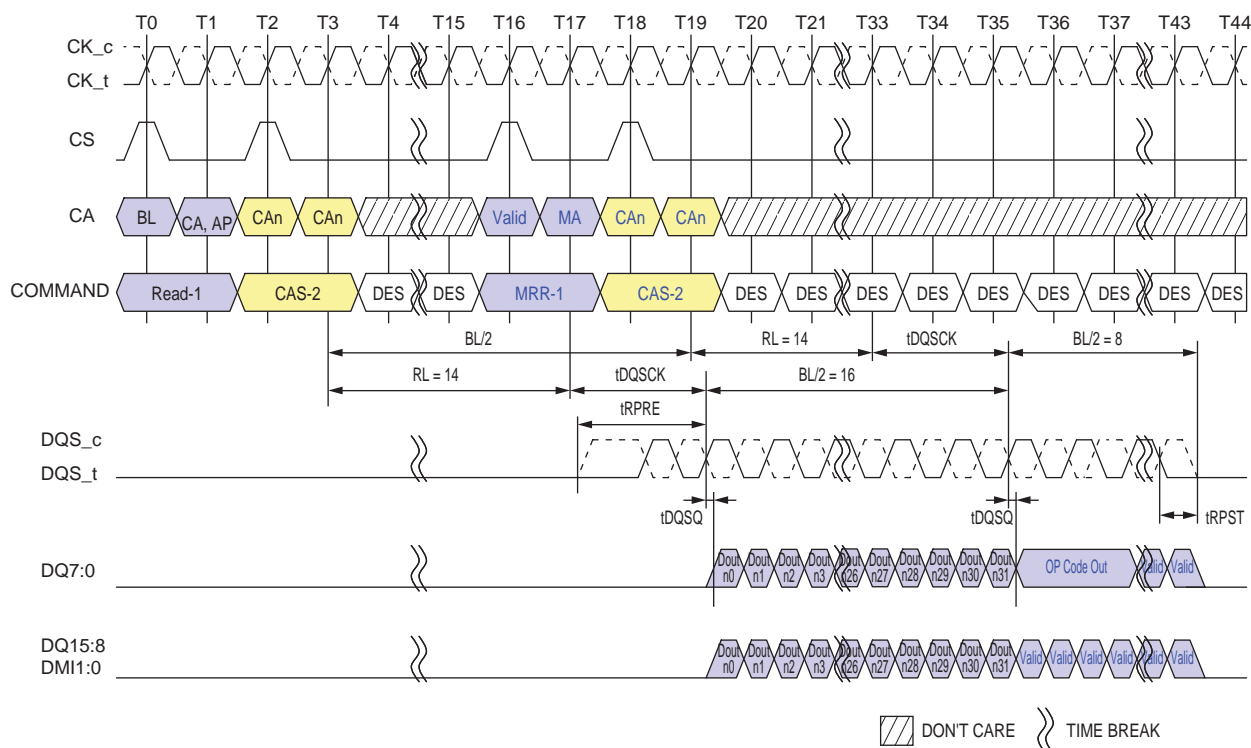 T0 T1 T2 T3 T4 T15 T16 T17 T18 T19 T20 T21 T33 T34 T35 T36 T37 T43 T44
CK_c
CK_t
CS
CA BL CA, AP CAn CAn Valid MA CAn CAn
COMMAND Read-1 CAS-2 DES DES MRR-1 CAS-2 DES DES DES DES DES DES DES DES DES
BL/2 RL = 14 tDQSCK BL/2 = 8
RL = 14 tDQSCK BL/2 = 16
tRPRE
DQS_c
DQS_t
tDQSQ tDQSQ tRPST
DQ7:0 Dout n0 Dout n1 Dout n2 Dout n3 Dout n26 Dout n27 Dout n28 Dout n29 Dout n30 Dout n31 OP Code Out Valid Valid
DQ15:8
DMI1:0 Dout n0 Dout n1 Dout n2 Dout n3 Dout n26 Dout n27 Dout n28 Dout n29 Dout n30 Dout n31 Valid Valid Valid Valid Valid Valid
DON'T CARE TIME BREAK